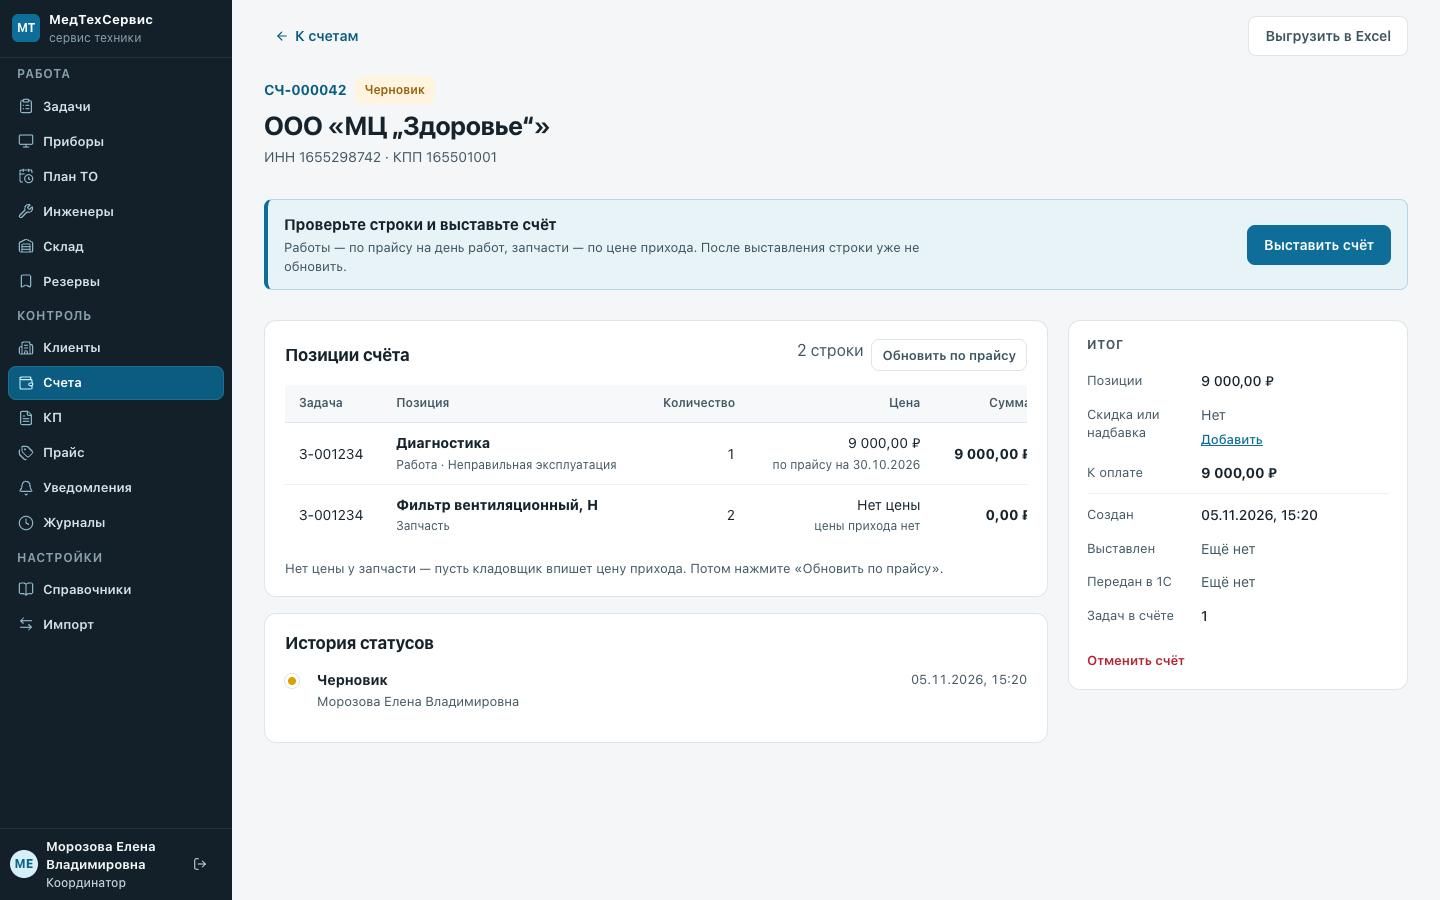 МТ
МедТехСервис
сервис техники
РАБОТА
Задачи
Приборы
План ТО
Инженеры
Склад
Резервы
КОНТРОЛЬ
Клиенты
Счета
КП
Прайс
Уведомления
Журналы
НАСТРОЙКИ
Справочники
Импорт
МЕ
Морозова Елена
Владимировна
Координатор
← К счетам
Выгрузить в Excel
СЧ-000042 Черновик
ООО «МЦ „Здоровье“»
ИНН 1655298742 · КПП 165501001
Проверьте строки и выставьте счёт
Работы — по прайсу на день работ, запчасти — по цене прихода. После выставления строки уже не
обновить.
Выставить счёт
Позиции счёта
2 строки
Обновить по прайсу
Задача Позиция Количество Цена Сумма
З-001234 Диагностика 1 9 000,00 ₽ 9 000,00 ₽
Работа · Неправильная эксплуатация по прайсу на 30.10.2026
З-001234 Фильтр вентиляционный, H 2 Нет цены 0,00 ₽
Запчасть цены прихода нет
Нет цены у запчасти — пусть кладовщик впишет цену прихода. Потом нажмите «Обновить по прайсу».
История статусов
Черновик 05.11.2026, 15:20
Морозова Елена Владимировна
ИТОГ
Позиции 9 000,00 ₽
Скидка или надбавка Нет
Добавить
К оплате 9 000,00 ₽
Создан 05.11.2026, 15:20
Выставлен Ещё нет
Передан в 1С Ещё нет
Задач в счёте 1
Отменить счёт